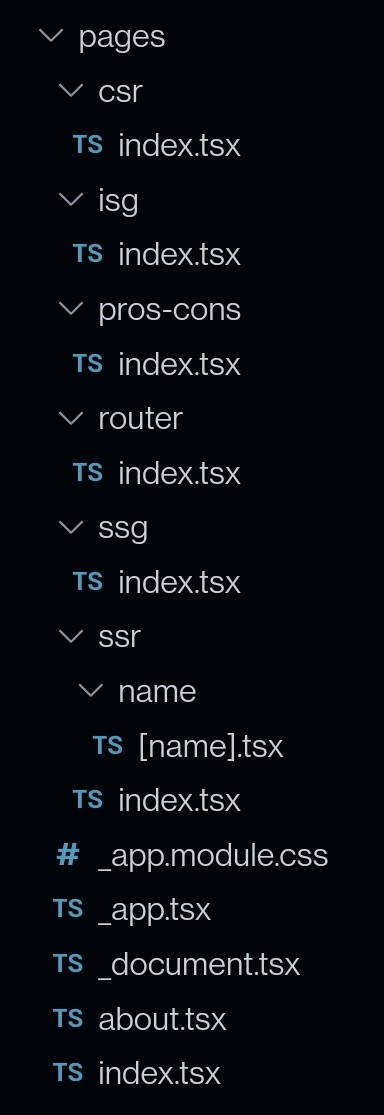 pages
csr
TS index.tsx
isg
TS index.tsx
pros-cons
TS index.tsx
router
TS index.tsx
ssg
TS index.tsx
ssr
name
TS [name].tsx
TS index.tsx
# _app.module.css
TS _app.tsx
TS _document.tsx
TS about.tsx
TS index.tsx